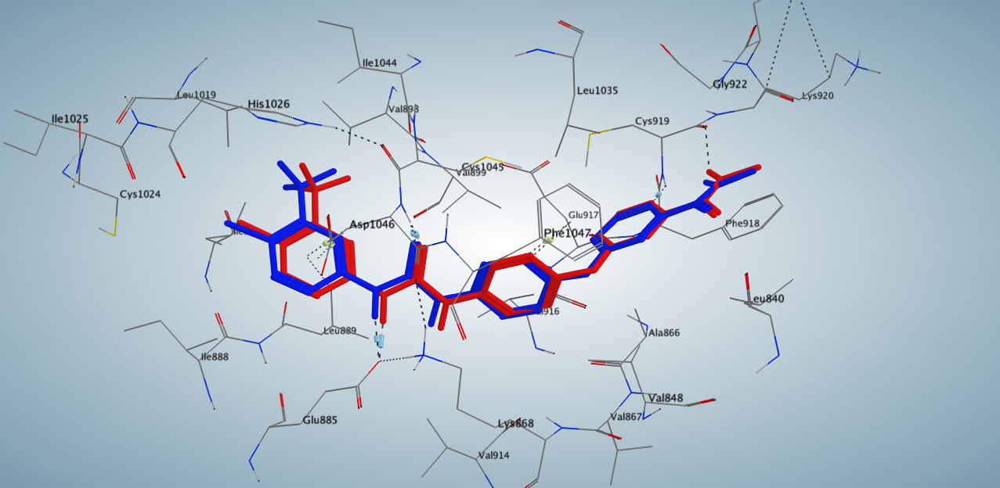 Ile1044
Leu1019
His1026
Val898
Leu1035
Gly922
Lys920
Ile1025
Cys919
Cys1045
Val899
Cys1024
Glu917
Asp1046
Phe1047
Phe918
Leu840
Leu889
Ala866
Ile888
Val848
Glu885
Lys868
Val867
Val914